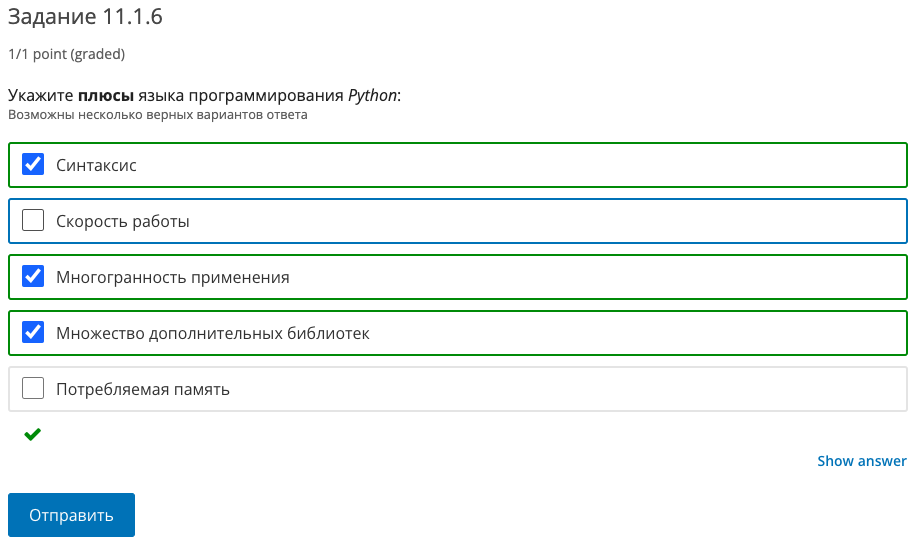 Задание 11.1.6
1/1 point (graded)
Укажите плюсы языка программирования Python:
Возможны несколько верных вариантов ответа
Синтаксис
Скорость работы
Многогранность применения
Множество дополнительных библиотек
Потребляемая память
Show answer
Отправить